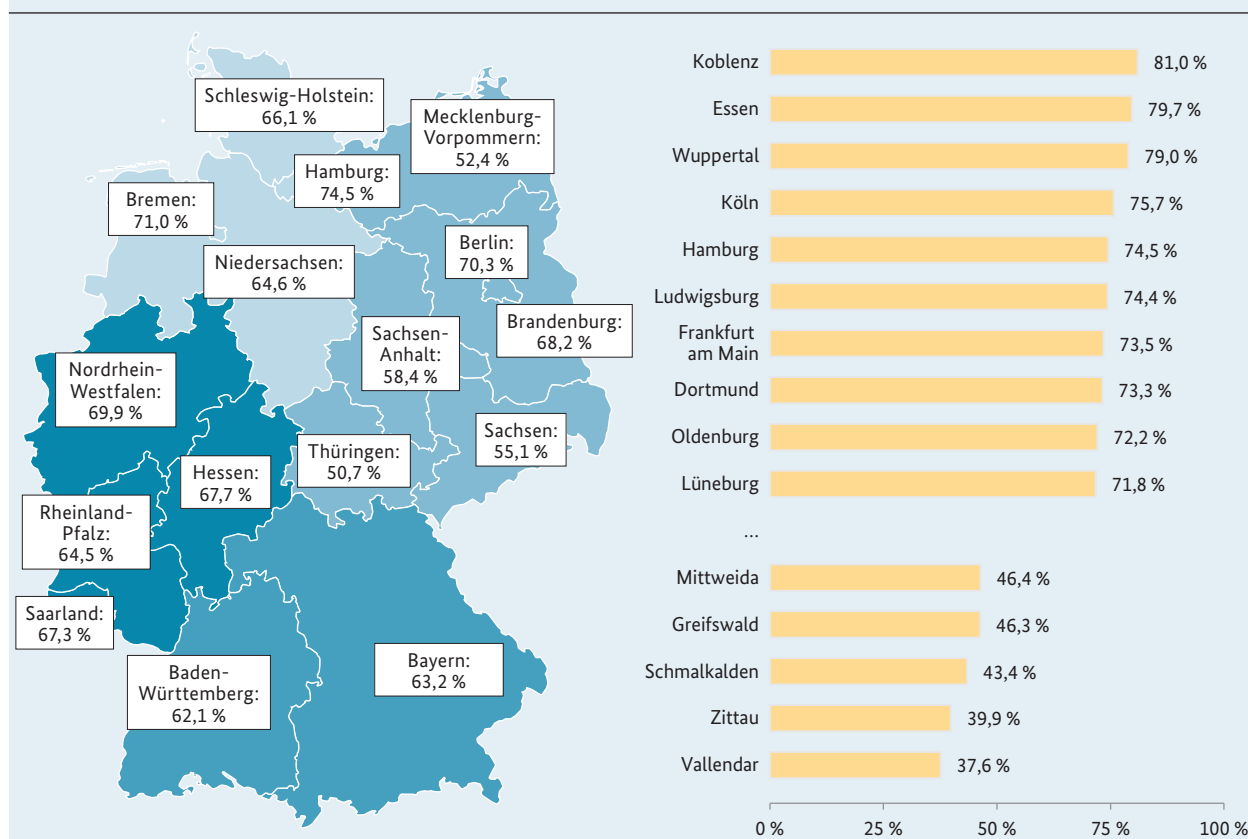 Schleswig-Holstein:
66,1 %
Mecklenburg-
Vorpommern:
52,4 %
Hamburg:
74,5 %
Bremen:
71,0 %
Berlin:
70,3 %
Niedersachsen:
64,6 %
Brandenburg:
68,2 %
Sachsen-
Anhalt:
58,4 %
Nordrhein-
Westfalen:
69,9 %
Sachsen:
55,1 %
Thüringen:
50,7 %
Hessen:
67,7 %
Rheinland-
Pfalz:
64,5 %
Saarland:
67,3 %
Bayern:
63,2 %
Baden-
Württemberg:
62,1 %
Koblenz 81,0 %
Essen 79,7 %
Wuppertal 79,0 %
Köln 75,7 %
Hamburg 74,5 %
Ludwigsburg 74,4 %
Frankfurt
am Main 73,5 %
Dortmund 73,3 %
Oldenburg 72,2 %
Lüneburg 71,8 %
...
Mittweida 46,4 %
Greifswald 46,3 %
Schmalkalden 43,4 %
Zittau 39,9 %
Vallendar 37,6 %
0 % 25 % 50 % 75 % 100 %